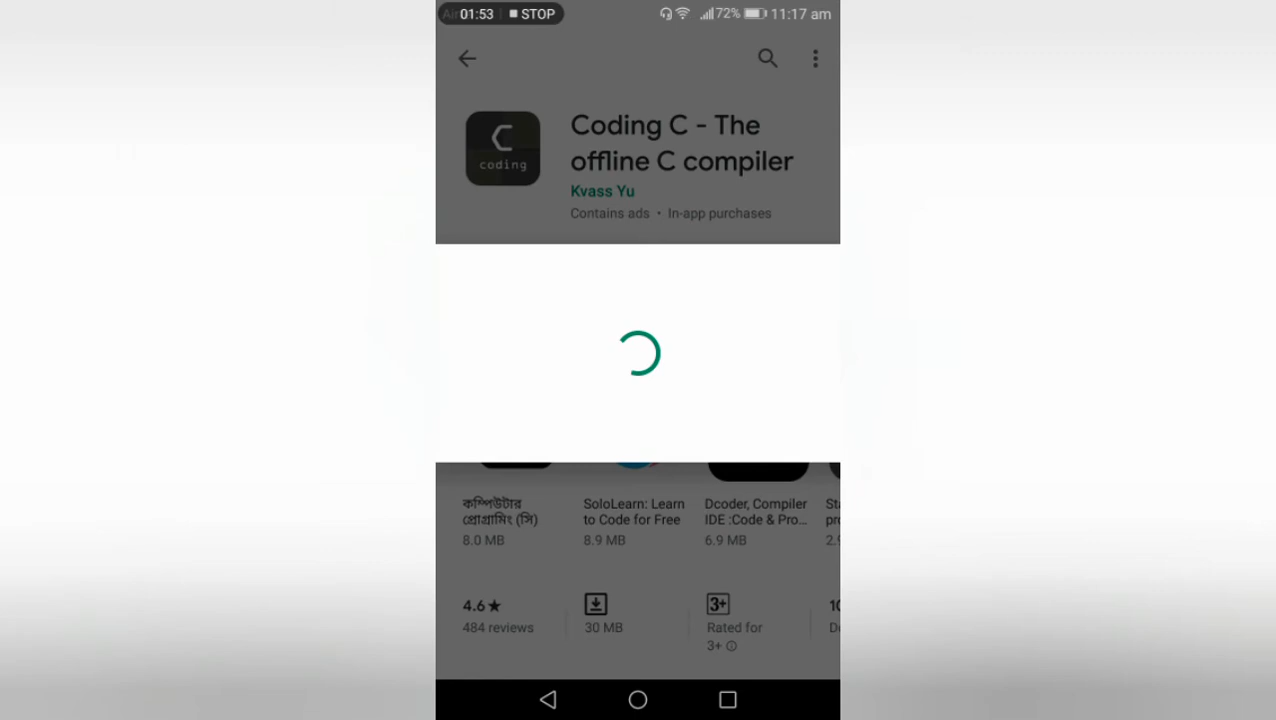 01:53 STOP 72% 11:17 am
C
coding
Coding C - The
offline C compiler
Kvass Yu
Contains ads • In-app purchases
কম্পিউটার
প্রোগ্রামিং (সি)
8.0 MB
SoloLearn: Learn
to Code for Free
8.9 MB
Dcoder, Compiler
IDE :Code & Pro...
6.9 MB
4.6★
484 reviews
30 MB
3+
Rated for
3+